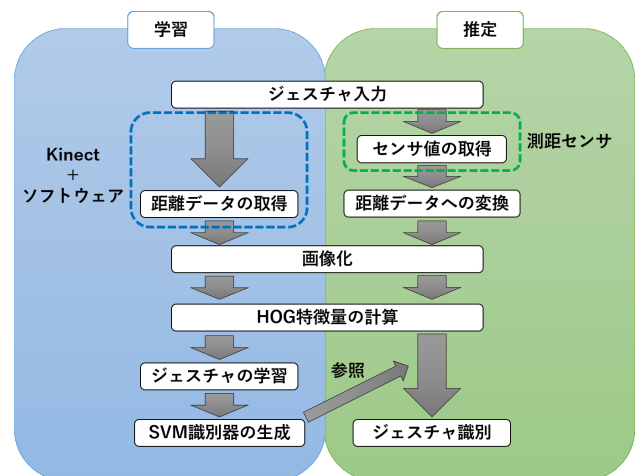 学習
推定
ジェスチャ入力
Kinect
+
ソフトウェア
センサ値の取得
測距センサ
距離データの取得
距離データへの変換
画像化
HOG特徴量の計算
ジェスチャの学習
参照
SVM識別器の生成
ジェスチャ識別